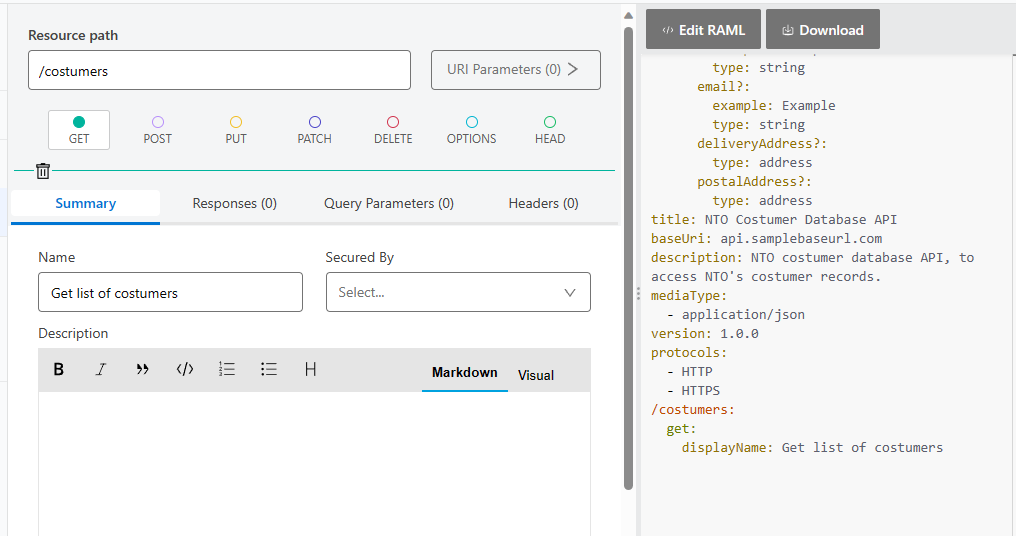 Resource path
/costumers
URI Parameters (0)
GET
POST
PUT
PATCH
DELETE
OPTIONS
HEAD
Summary
Responses (0)
Query Parameters (0)
Headers (0)
Name
Secured By
Get list of costumers
Select...
Description
B I ” </> H
Markdown
Visual
</> Edit RAML
Download
type: string
email?:
example: Example
type: string
deliveryAddress?:
type: address
postalAddress?:
type: address
title: NTO Costumer Database API
baseUri: api.samplebaseurl.com
description: NTO costumer database API, to
access NTO's costumer records.
mediaType:
- application/json
version: 1.0.0
protocols:
- HTTP
- HTTPS
/costumers:
get:
displayName: Get list of costumers